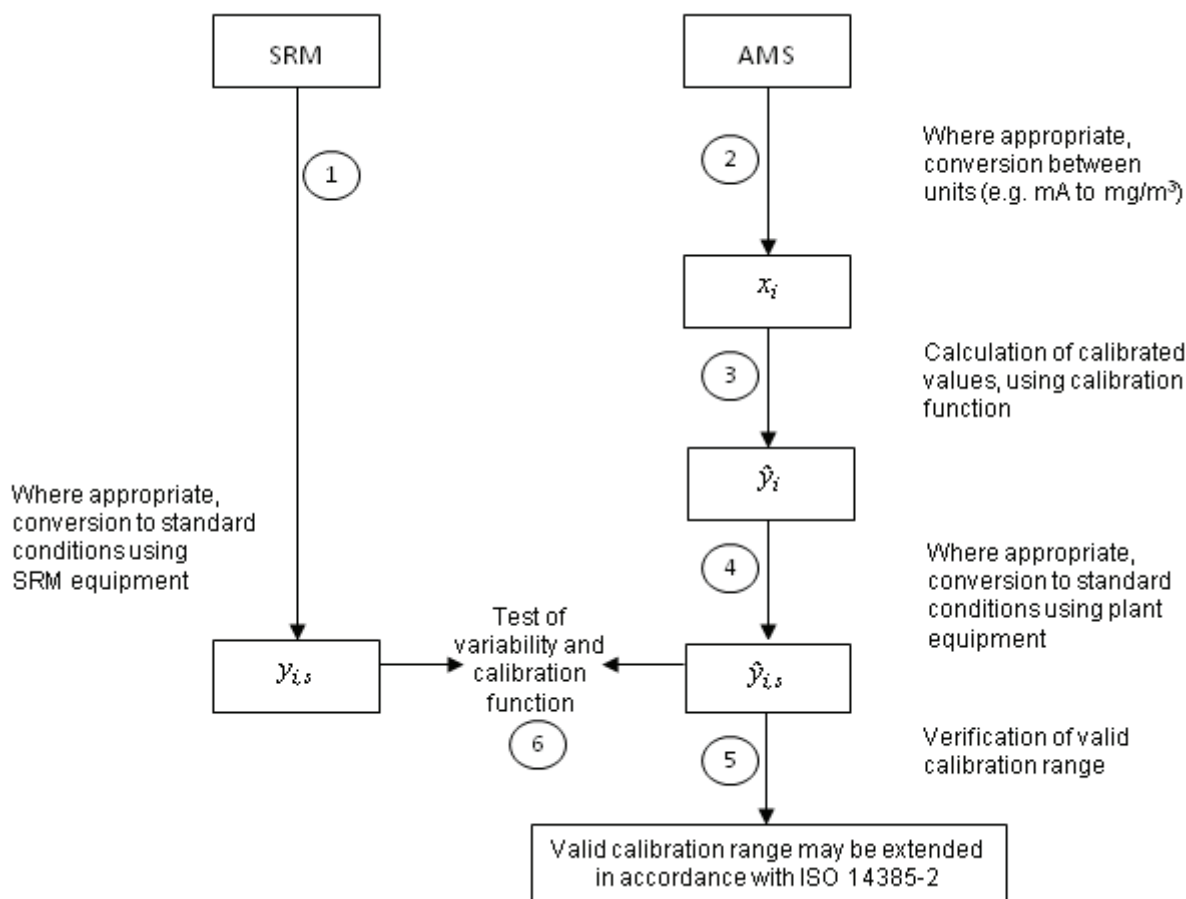 SRM
AMS
1
2
Where appropriate,
conversion between
units (e.g. mA to mg/m³)
xᵢ
3
Calculation of calibrated
values, using calibration
function
ŷᵢ
Where appropriate,
conversion to standard
conditions using
SRM equipment
4
Where appropriate,
conversion to standard
conditions using plant
equipment
Test of
variability and
calibration
function
6
yᵢ,ₛ
ŷᵢ,ₛ
5
Verification of valid
calibration range
Valid calibration range may be extended
in accordance with ISO 14385-2